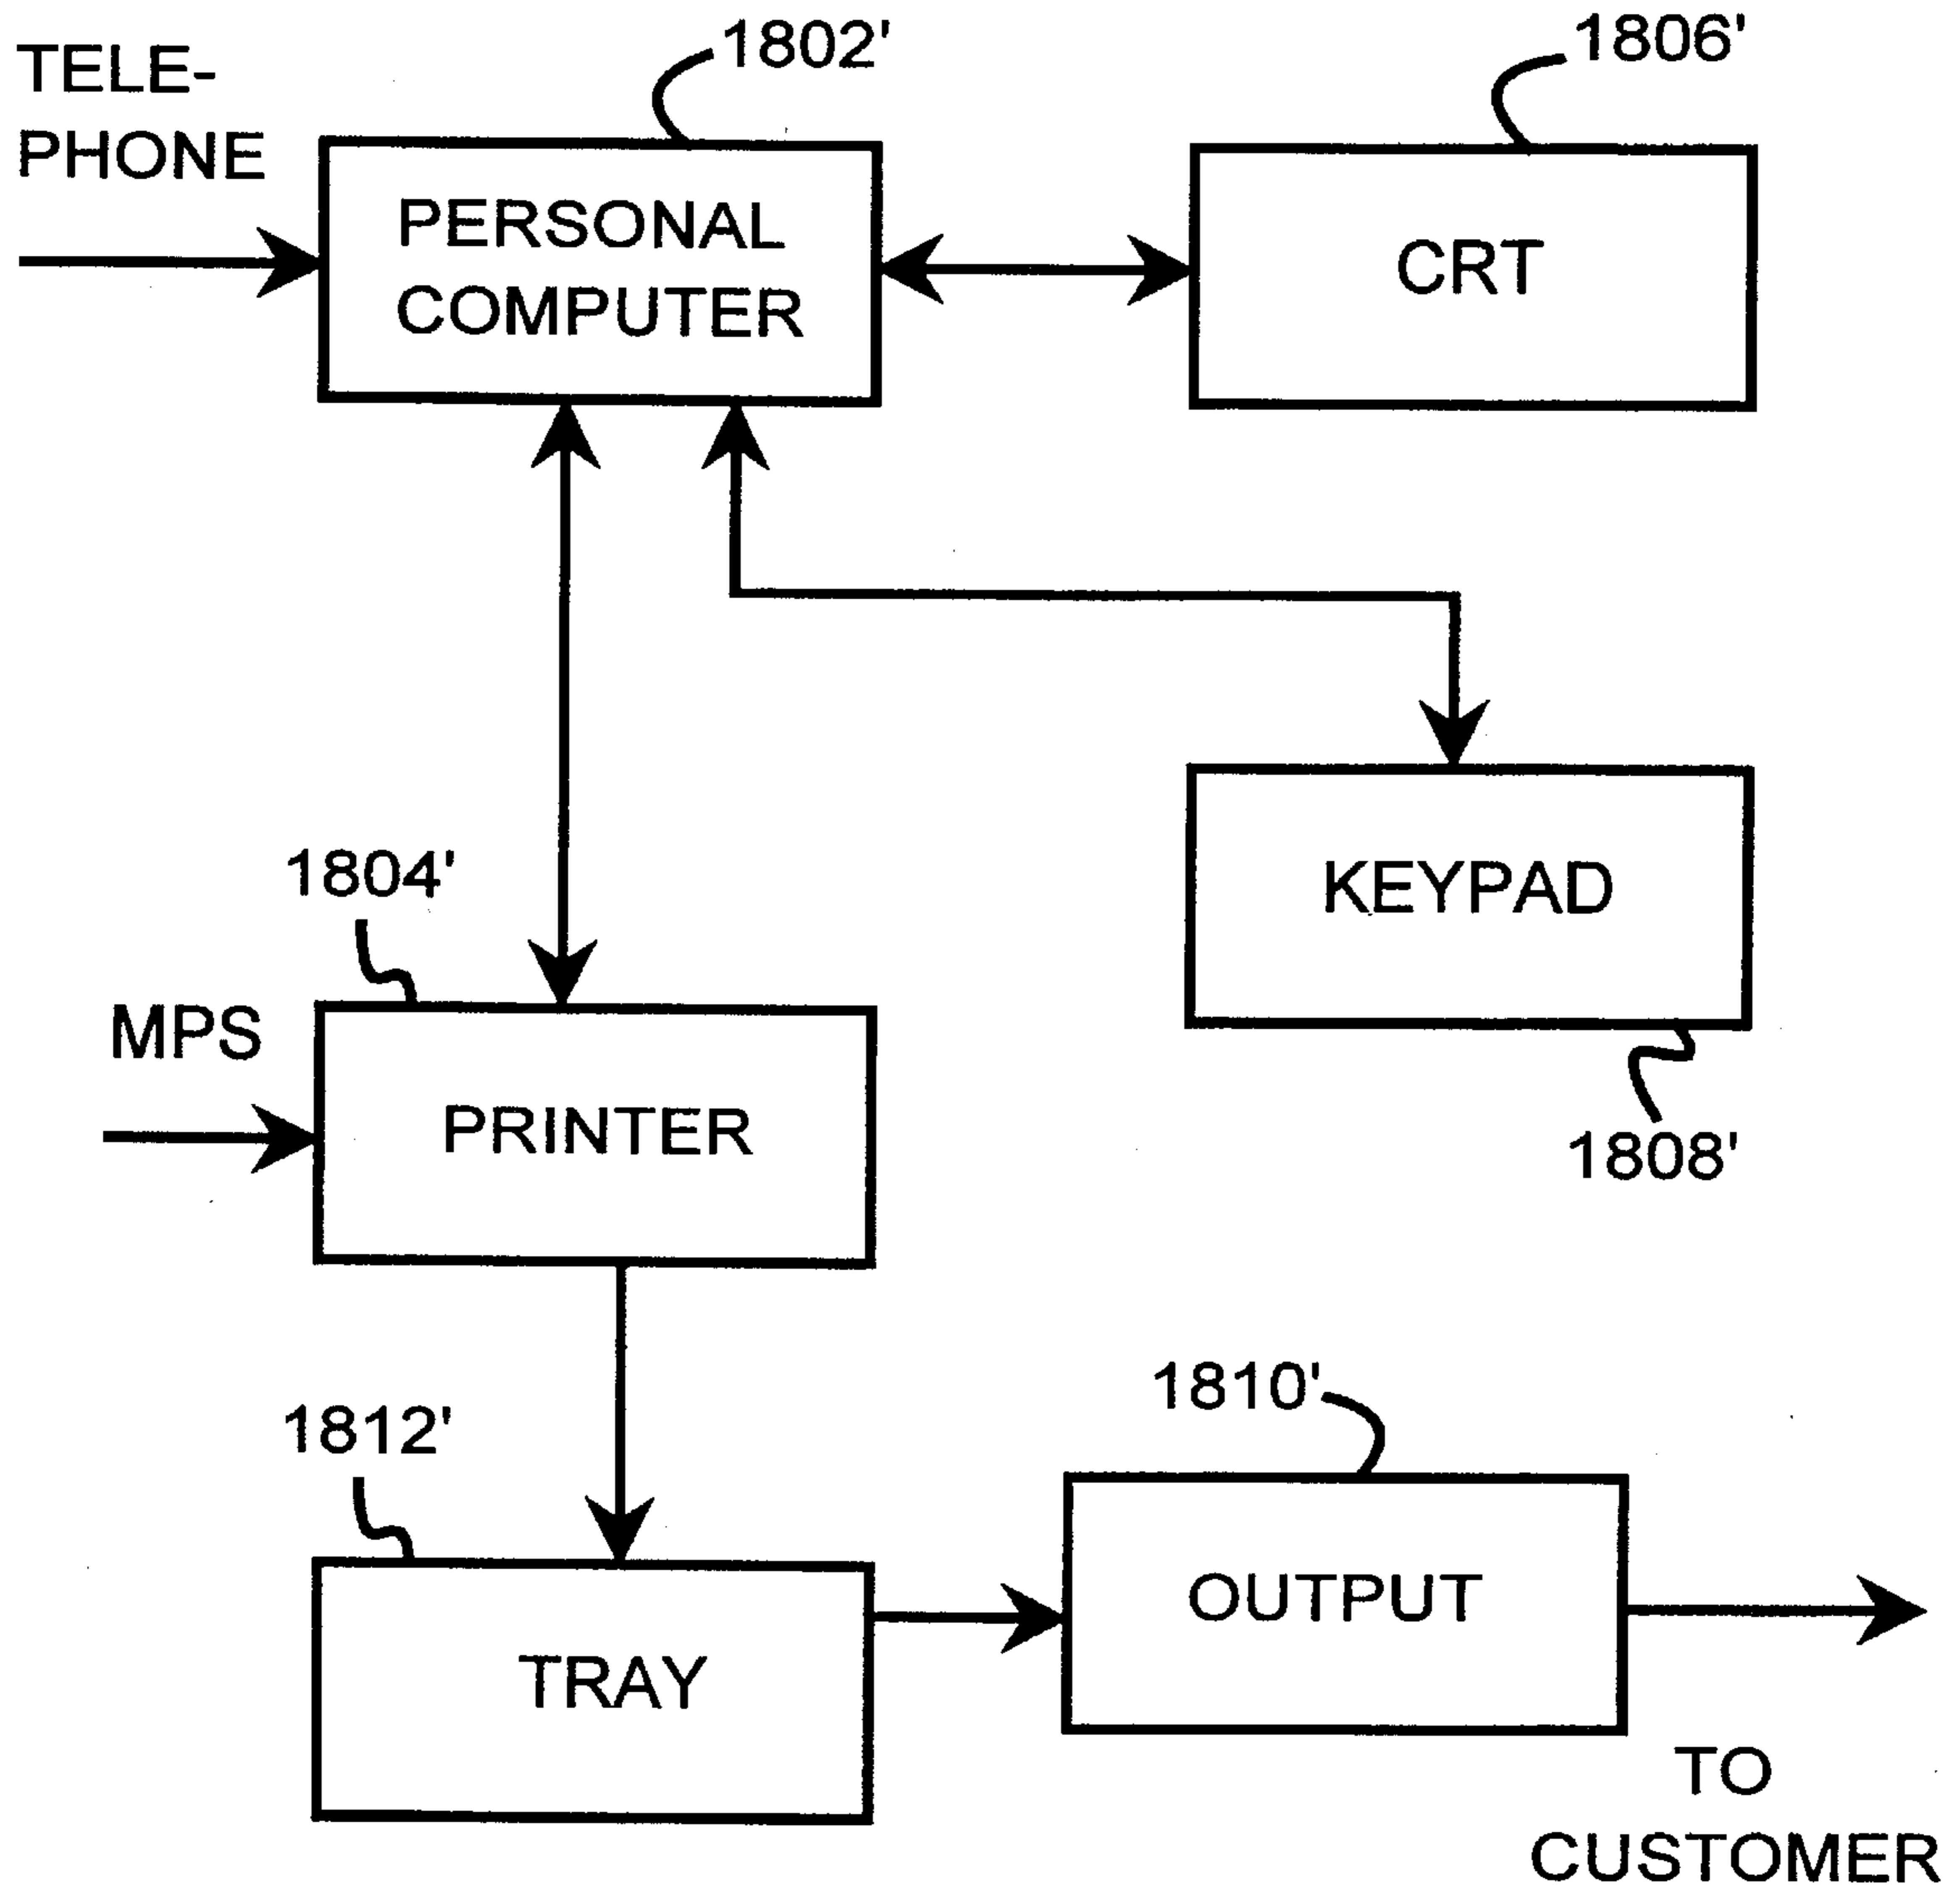 TELE-
PHONE
1802'
1806'
PERSONAL
COMPUTER
CRT
1804'
KEYPAD
MPS
PRINTER
1808'
1812'
1810'
OUTPUT
TRAY
TO
CUSTOMER